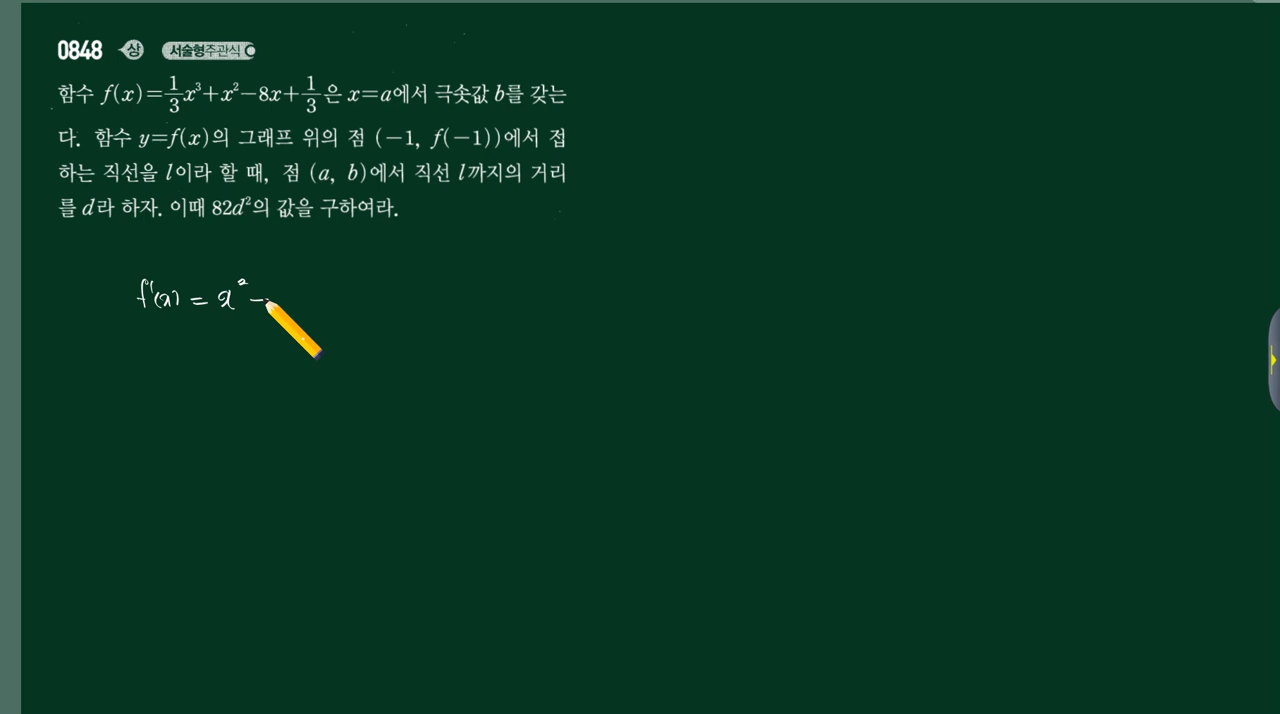 0848 상 서술형주관식
함수 f(x)=\frac{1}{3}x³+x²−8x+\frac{1}{3}은 x=a에서 극솟값 b를 갖는
다. 함수 y=f(x)의 그래프 위의 점 (−1, f(−1))에서 접
하는 직선을 l이라 할 때, 점 (a, b)에서 직선 l까지의 거리
를 d라 하자. 이때 82d²의 값을 구하여라.
f'(x) = x² −